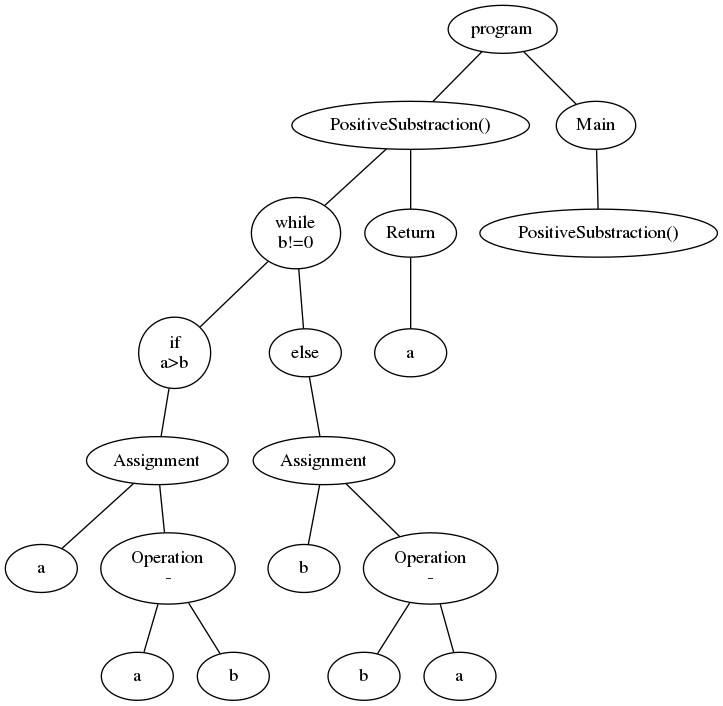 program
PositiveSubstraction()
Main
while
b!=0
Return
PositiveSubstraction()
if
a>b
else
a
Assignment
Assignment
a
Operation
-
b
Operation
-
a
b
b
a